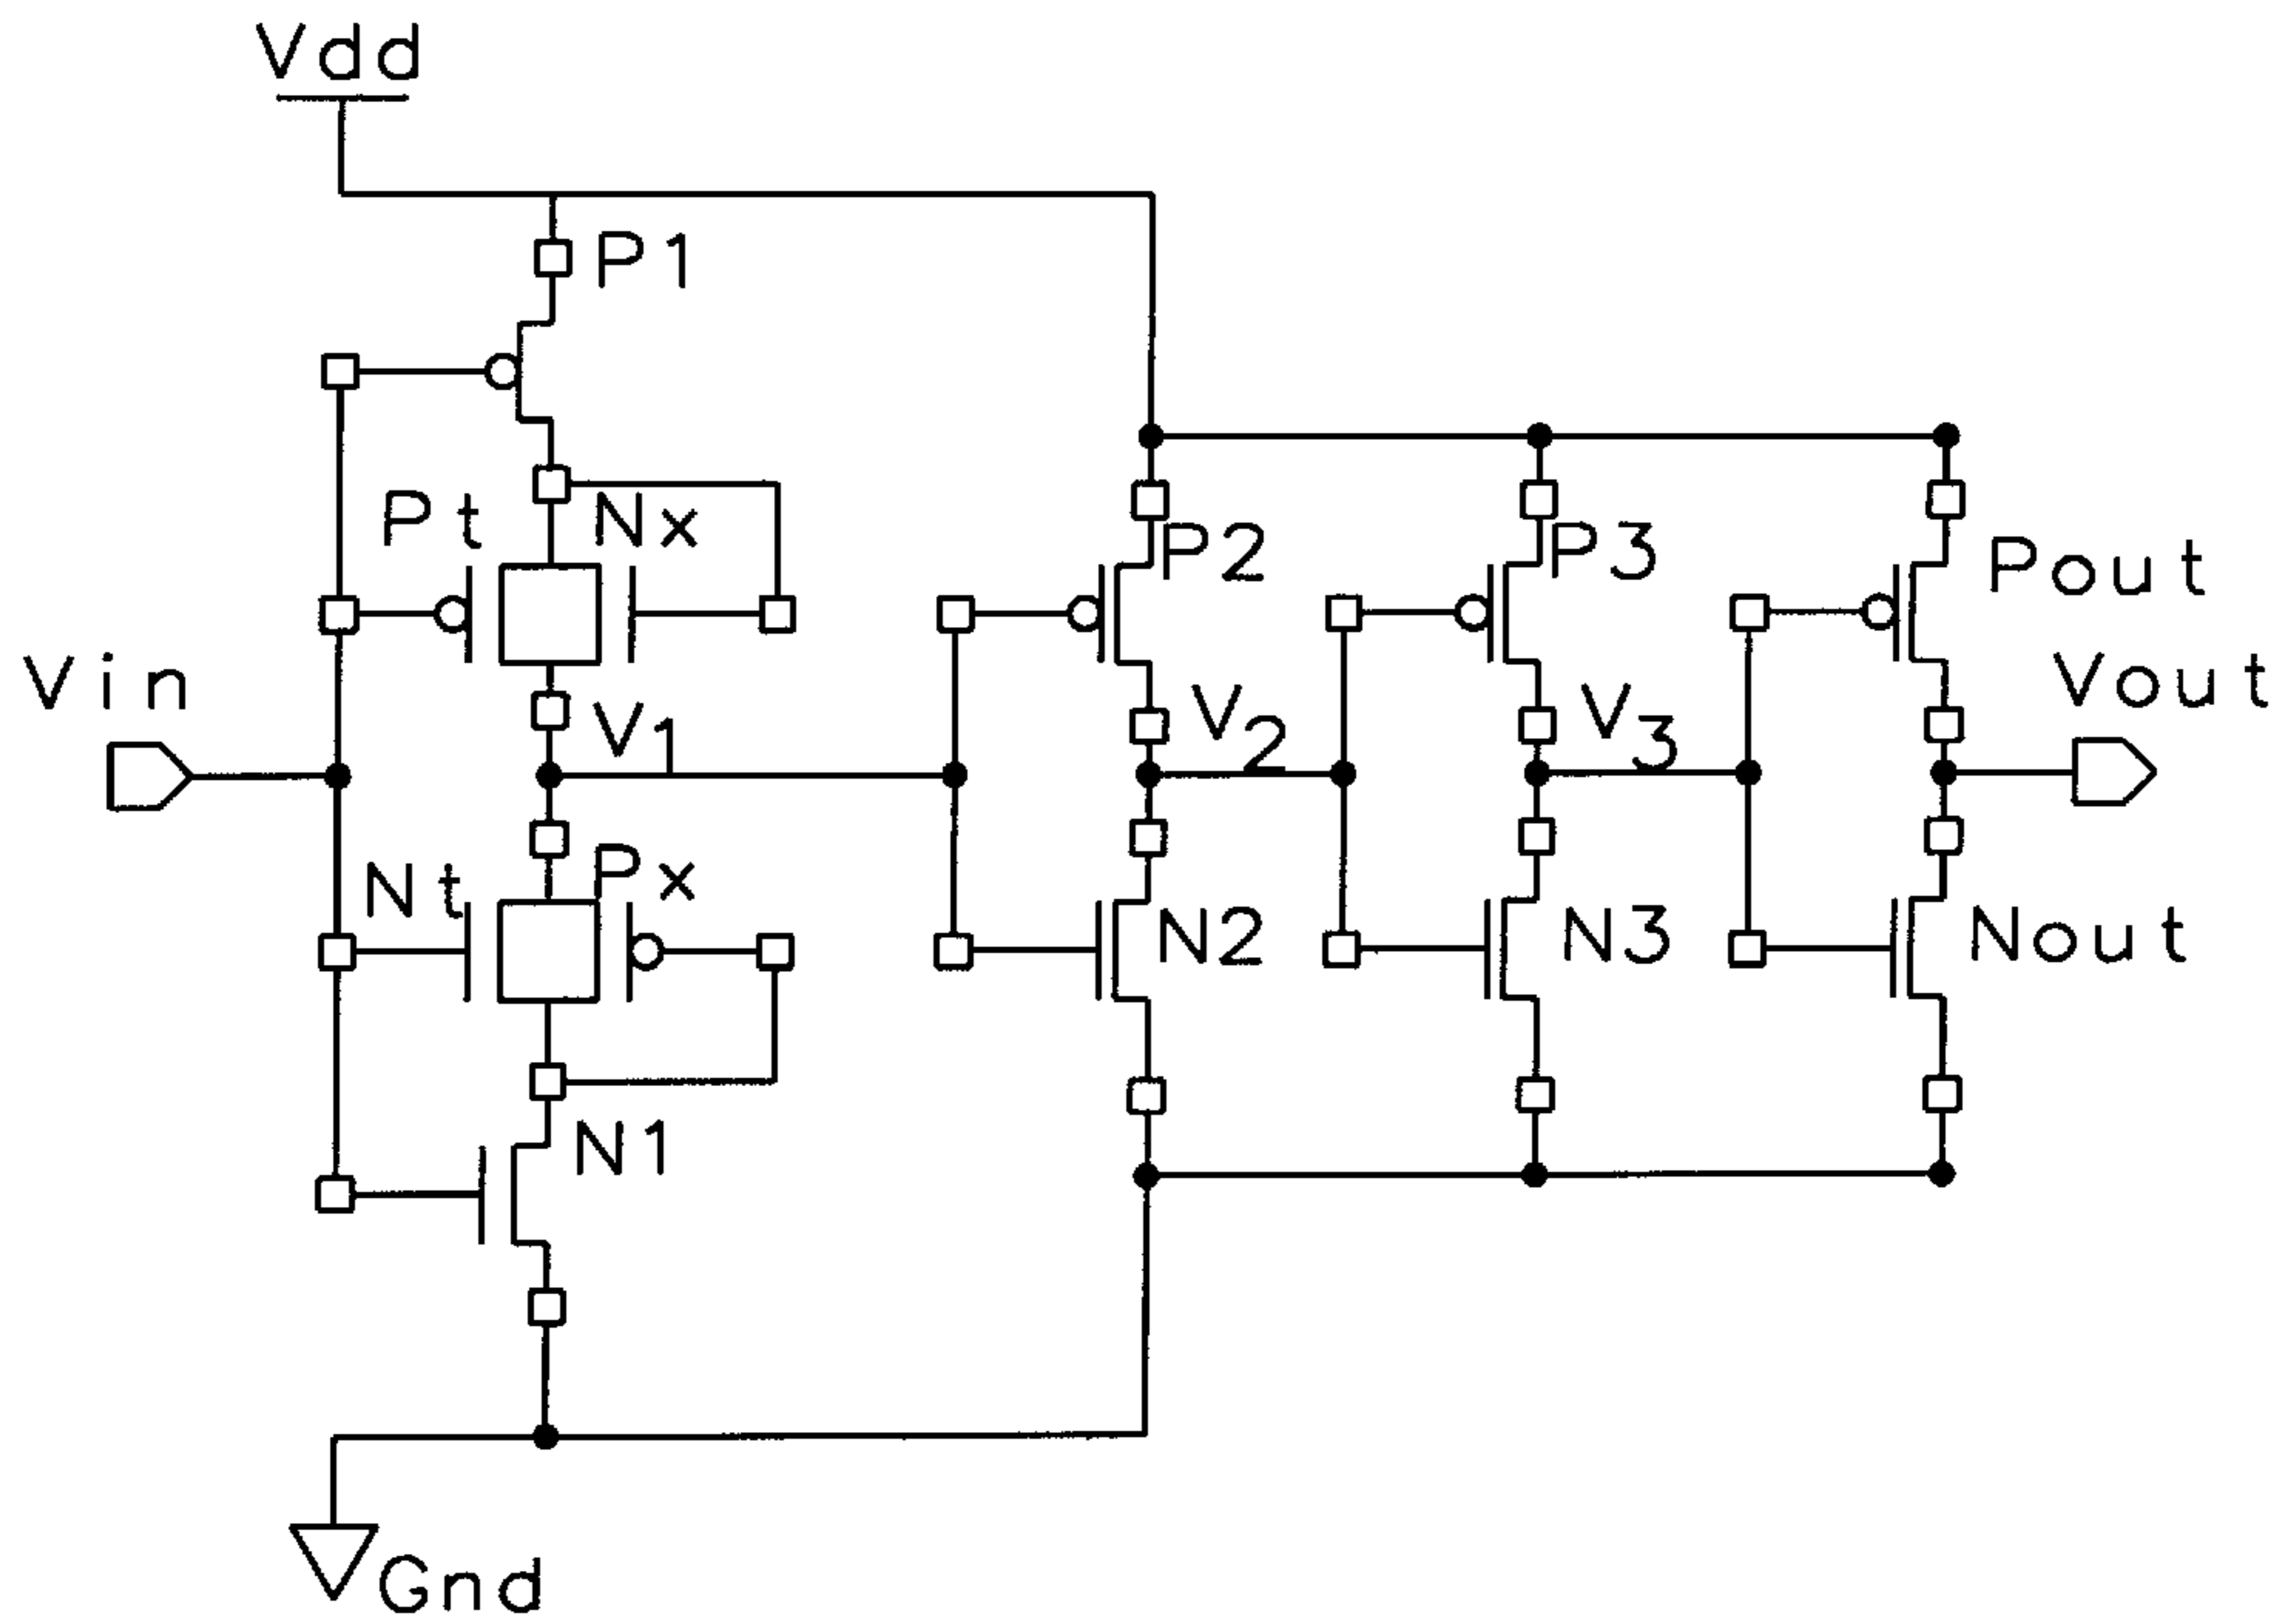 Vdd
P1
Pt
Nx
P2
P3
Pout
Vin
V1
V2
V3
Vout
Nt
Px
N2
N3
Nout
N1
Gnd